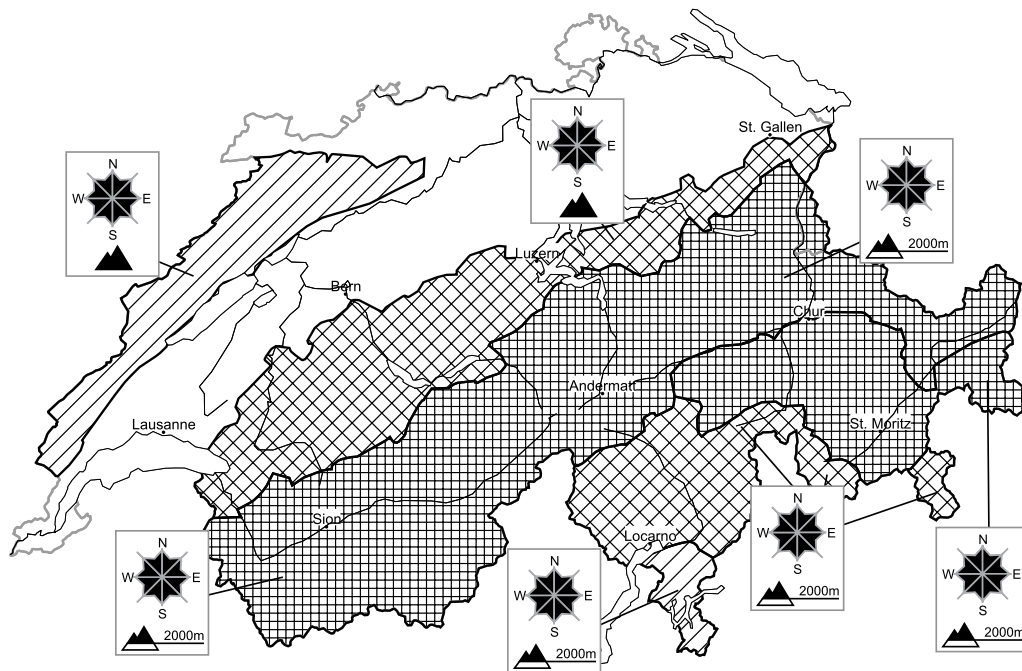 N
W E
S
N
W E
S
St. Gallen
N
W E
S
2000m
Luzern
Bern
Chur
Andermatt
Lausanne
St. Moritz
Sion
Locarno
N
W E
S
2000m
N
W E
S
2000m
N
W E
S
2000m
N
W E
S
2000m